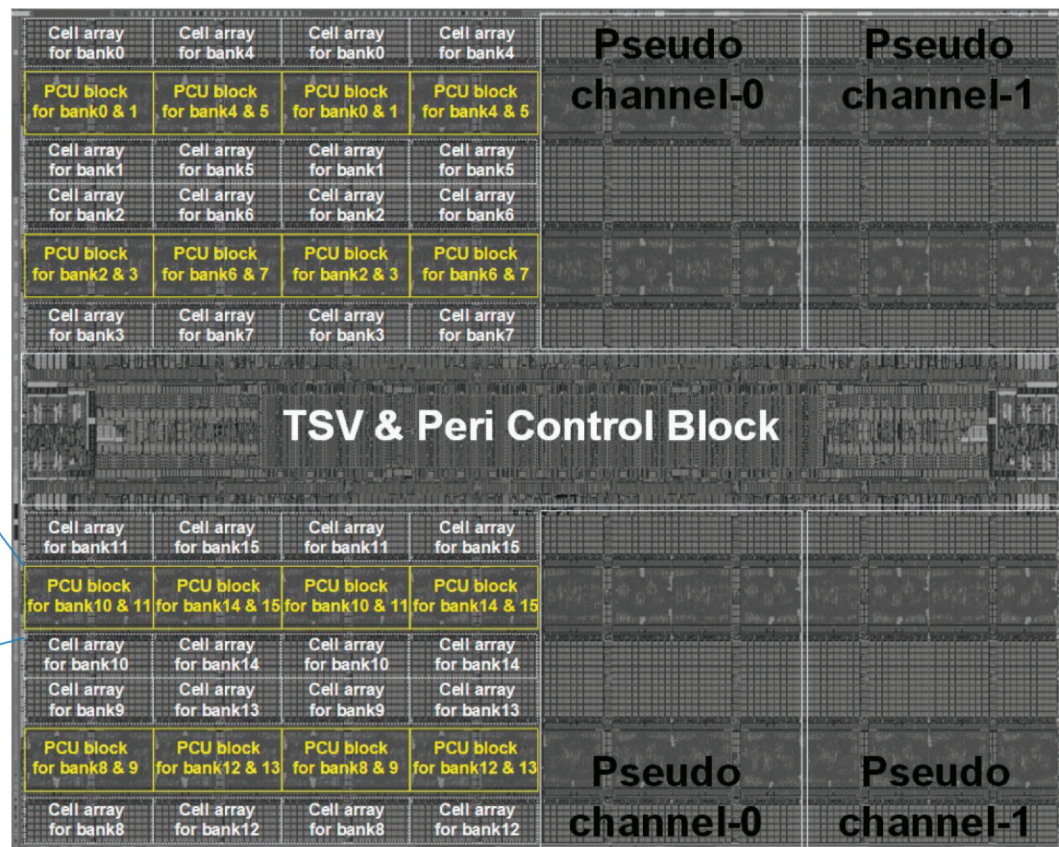 Cell array for bank0
Cell array for bank4
Cell array for bank0
Cell array for bank4
Pseudo channel-0
Pseudo channel-1
PCU block for bank0 & 1
PCU block for bank4 & 5
PCU block for bank0 & 1
PCU block for bank4 & 5
Cell array for bank1
Cell array for bank5
Cell array for bank1
Cell array for bank5
Cell array for bank2
Cell array for bank6
Cell array for bank2
Cell array for bank6
PCU block for bank2 & 3
PCU block for bank6 & 7
PCU block for bank2 & 3
PCU block for bank6 & 7
Cell array for bank3
Cell array for bank7
Cell array for bank3
Cell array for bank7
TSV & Peri Control Block
Cell array for bank11
Cell array for bank15
Cell array for bank11
Cell array for bank15
PCU block for bank10 & 11
PCU block for bank14 & 15
PCU block for bank10 & 11
PCU block for bank14 & 15
Cell array for bank10
Cell array for bank14
Cell array for bank10
Cell array for bank14
Cell array for bank9
Cell array for bank13
Cell array for bank9
Cell array for bank13
PCU block for bank8 & 9
PCU block for bank12 & 13
PCU block for bank8 & 9
PCU block for bank12 & 13
Pseudo channel-0
Pseudo channel-1
Cell array for bank8
Cell array for bank12
Cell array for bank8
Cell array for bank12